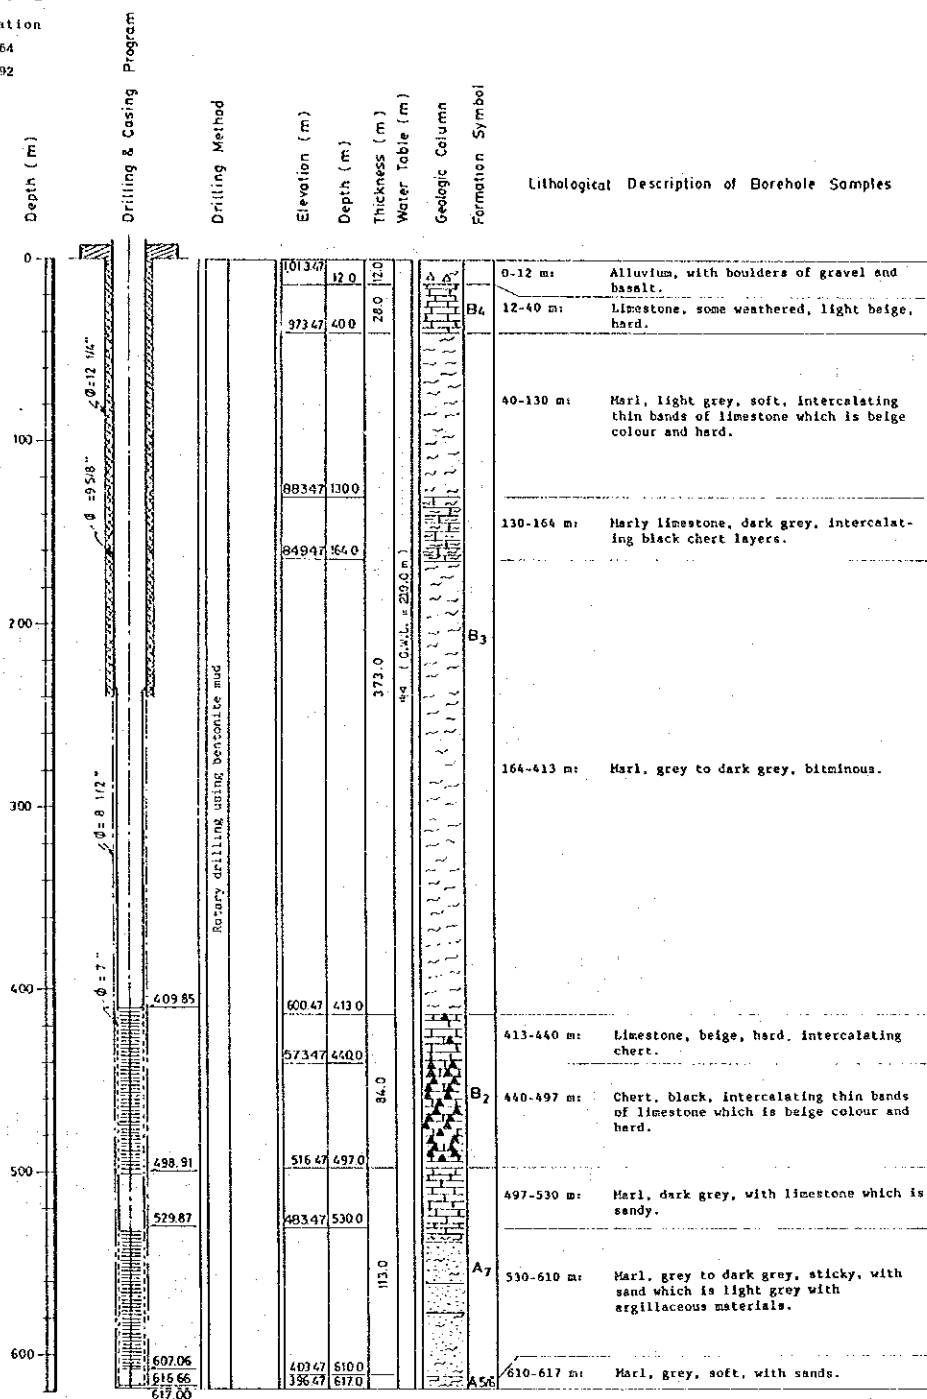 ation
64
92
Depth (m)
Drilling & Casing Program
Drilling Method
Elevation (m)
Depth (m)
Thickness (m)
Water Table (m)
Geologic Column
Formation Symbol
Lithological Description of Borehole Samples
0
100
200
300
400
500
600
Ø=12 1/4"
Ø =9 5/8"
Ø= 8 1/2"
Ø = 7"
409.85
498.91
529.87
607.06
616.66
617.00
Rotary drilling using bentonite mud
1013.47
12.0
973.47 40.0
883.47 130.0
849.47 164.0
600.47 413.0
573.47 440.0
516.47 497.0
483.47 530.0
403.47 610.0
396.47 617.0
12.0
28.0
373.0
84.0
113.0
( G.W.L. = 219.0 m )
B4
B3
B2
A7
A5/6
0-12 m: Alluvium, with boulders of gravel and
basalt.
12-40 m: Limestone, some weathered, light beige,
hard.
40-130 m: Marl, light grey, soft, intercalating
thin bands of limestone which is beige
colour and hard.
130-164 m: Marly limestone, dark grey, intercalat-
ing black chert layers.
164-413 m: Marl, grey to dark grey, bitminous.
413-440 m: Limestone, beige, hard, intercalating
chert.
440-497 m: Chert, black, intercalating thin bands
of limestone which is beige colour and
hard.
497-530 m: Marl, dark grey, with limestone which is
sandy.
530-610 m: Marl, grey to dark grey, sticky, with
sand which is light grey with
argillaceous materials.
610-617 m: Marl, grey, soft, with sands.